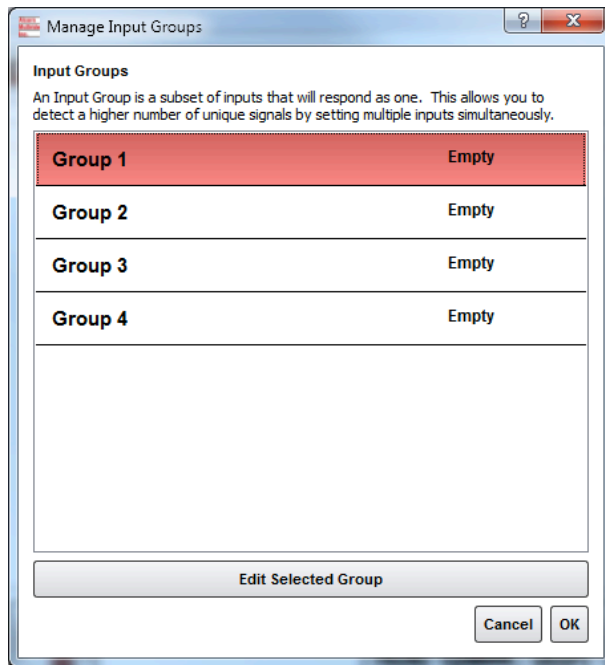 Manage Input Groups
Input Groups
An Input Group is a subset of inputs that will respond as one. This allows you to
detect a higher number of unique signals by setting multiple inputs simultaneously.
Group 1 Empty
Group 2 Empty
Group 3 Empty
Group 4 Empty
Edit Selected Group
Cancel OK